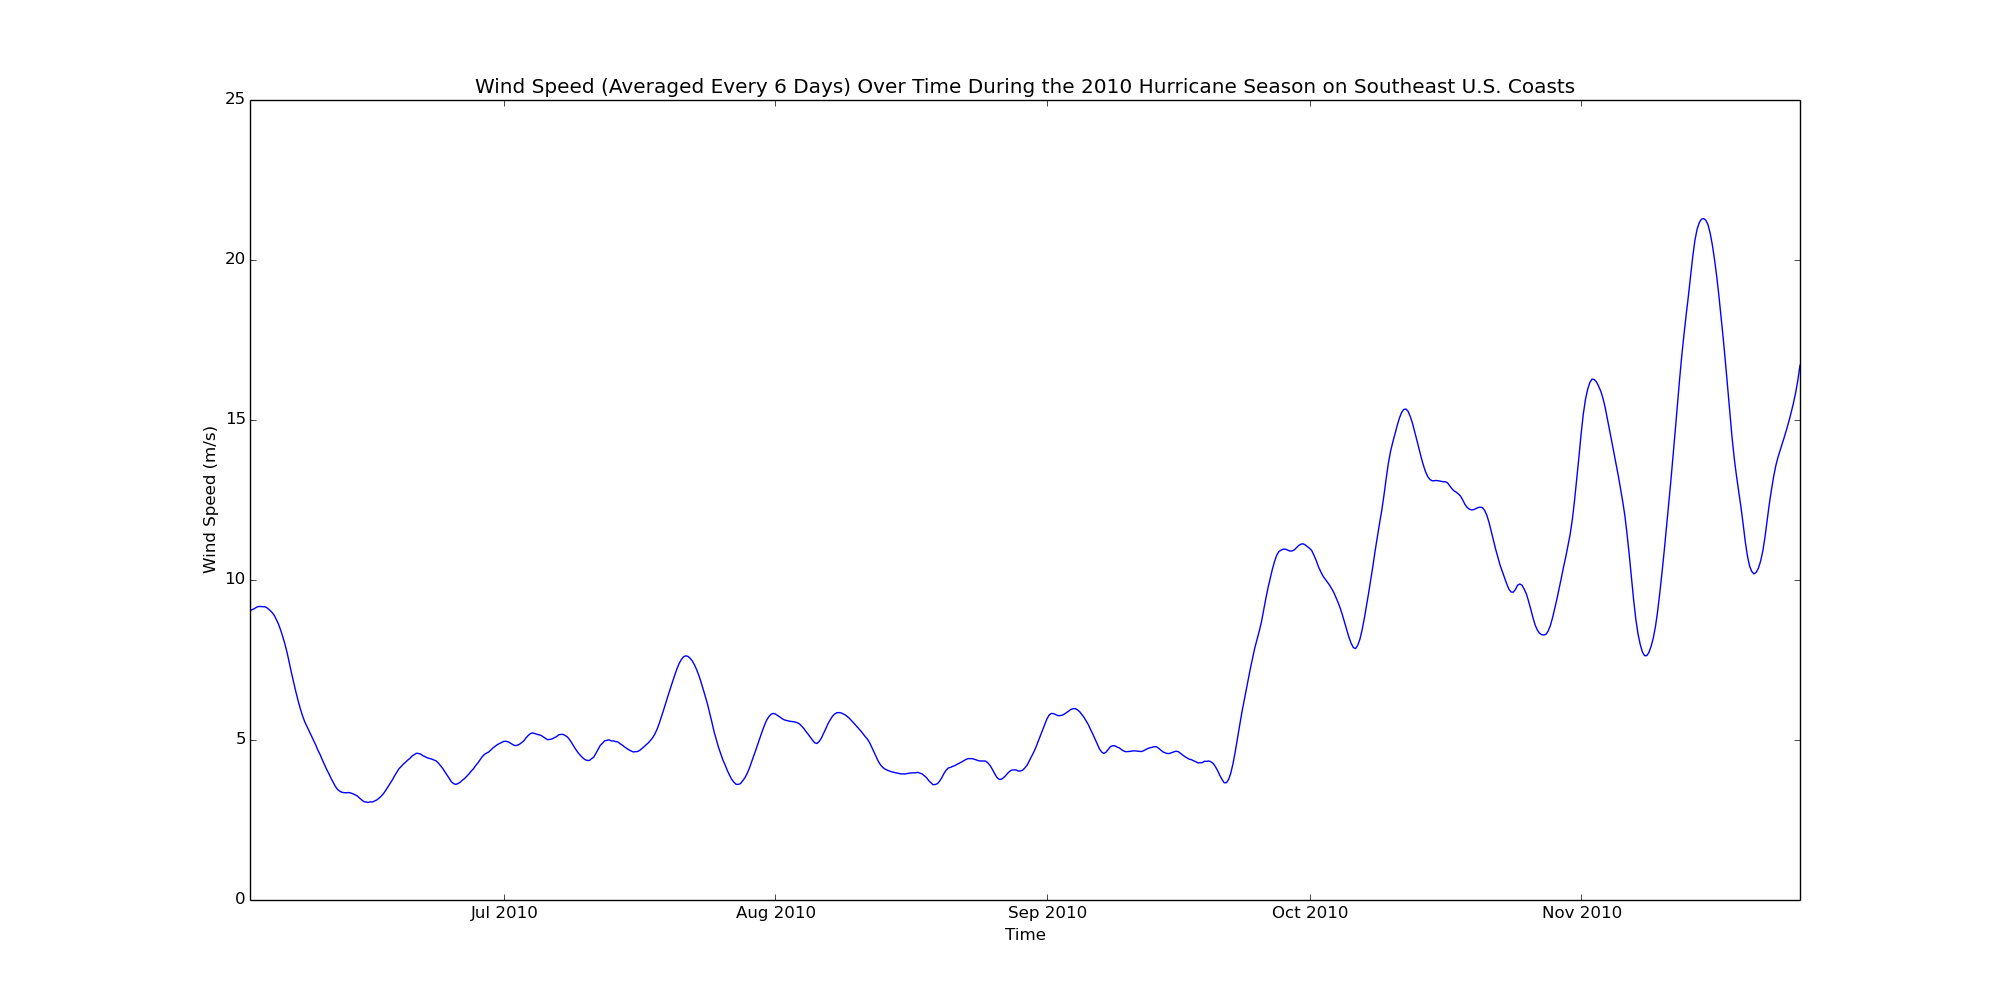 Wind Speed (Averaged Every 6 Days) Over Time During the 2010 Hurricane Season on Southeast U.S. Coasts
25
20
15
10
5
0
Wind Speed (m/s)
Jul 2010 Aug 2010 Sep 2010 Oct 2010 Nov 2010
Time